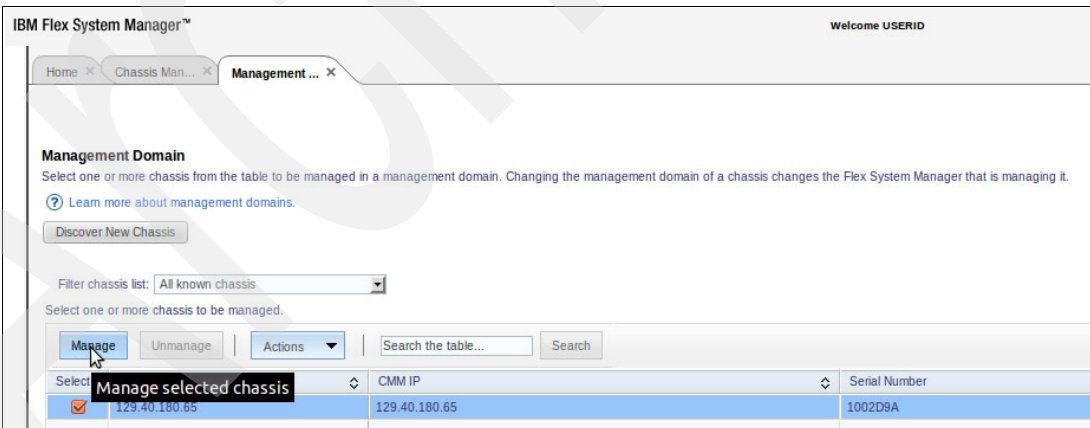 IBM Flex System Manager™
Welcome USERID
Home × Chassis Man... × Management ... ×
Management Domain
Select one or more chassis from the table to be managed in a management domain. Changing the management domain of a chassis changes the Flex System Manager that is managing it.
? Learn more about management domains.
Discover New Chassis
Filter chassis list: All known chassis
Select one or more chassis to be managed.
Manage Unmanage Actions Search the table... Search
Select CMM IP Serial Number
Manage selected chassis
129.40.180.65 129.40.180.65 1002D9A